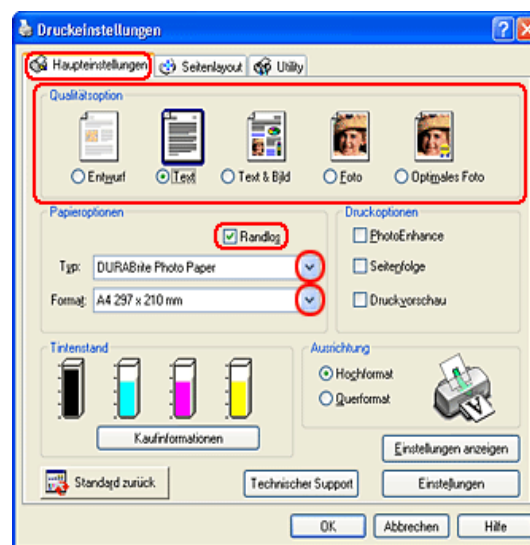 Druckeinstellungen
Haupteinstellungen Seitenlayout Utility
Qualitätsoption
Entwurf Text Text & Bild Foto Optimales Foto
Papieroptionen Druckoptionen
Randlos PhotoEnhance
Typ: DURABrite Photo Paper Seitenfolge
Format: A4 297 x 210 mm Druckvorschau
Tintenstand Ausrichtung
Hochformat
Querformat
Kaufinformationen
Einstellungen anzeigen
Standard zurück Technischer Support Einstellungen
OK Abbrechen Hilfe